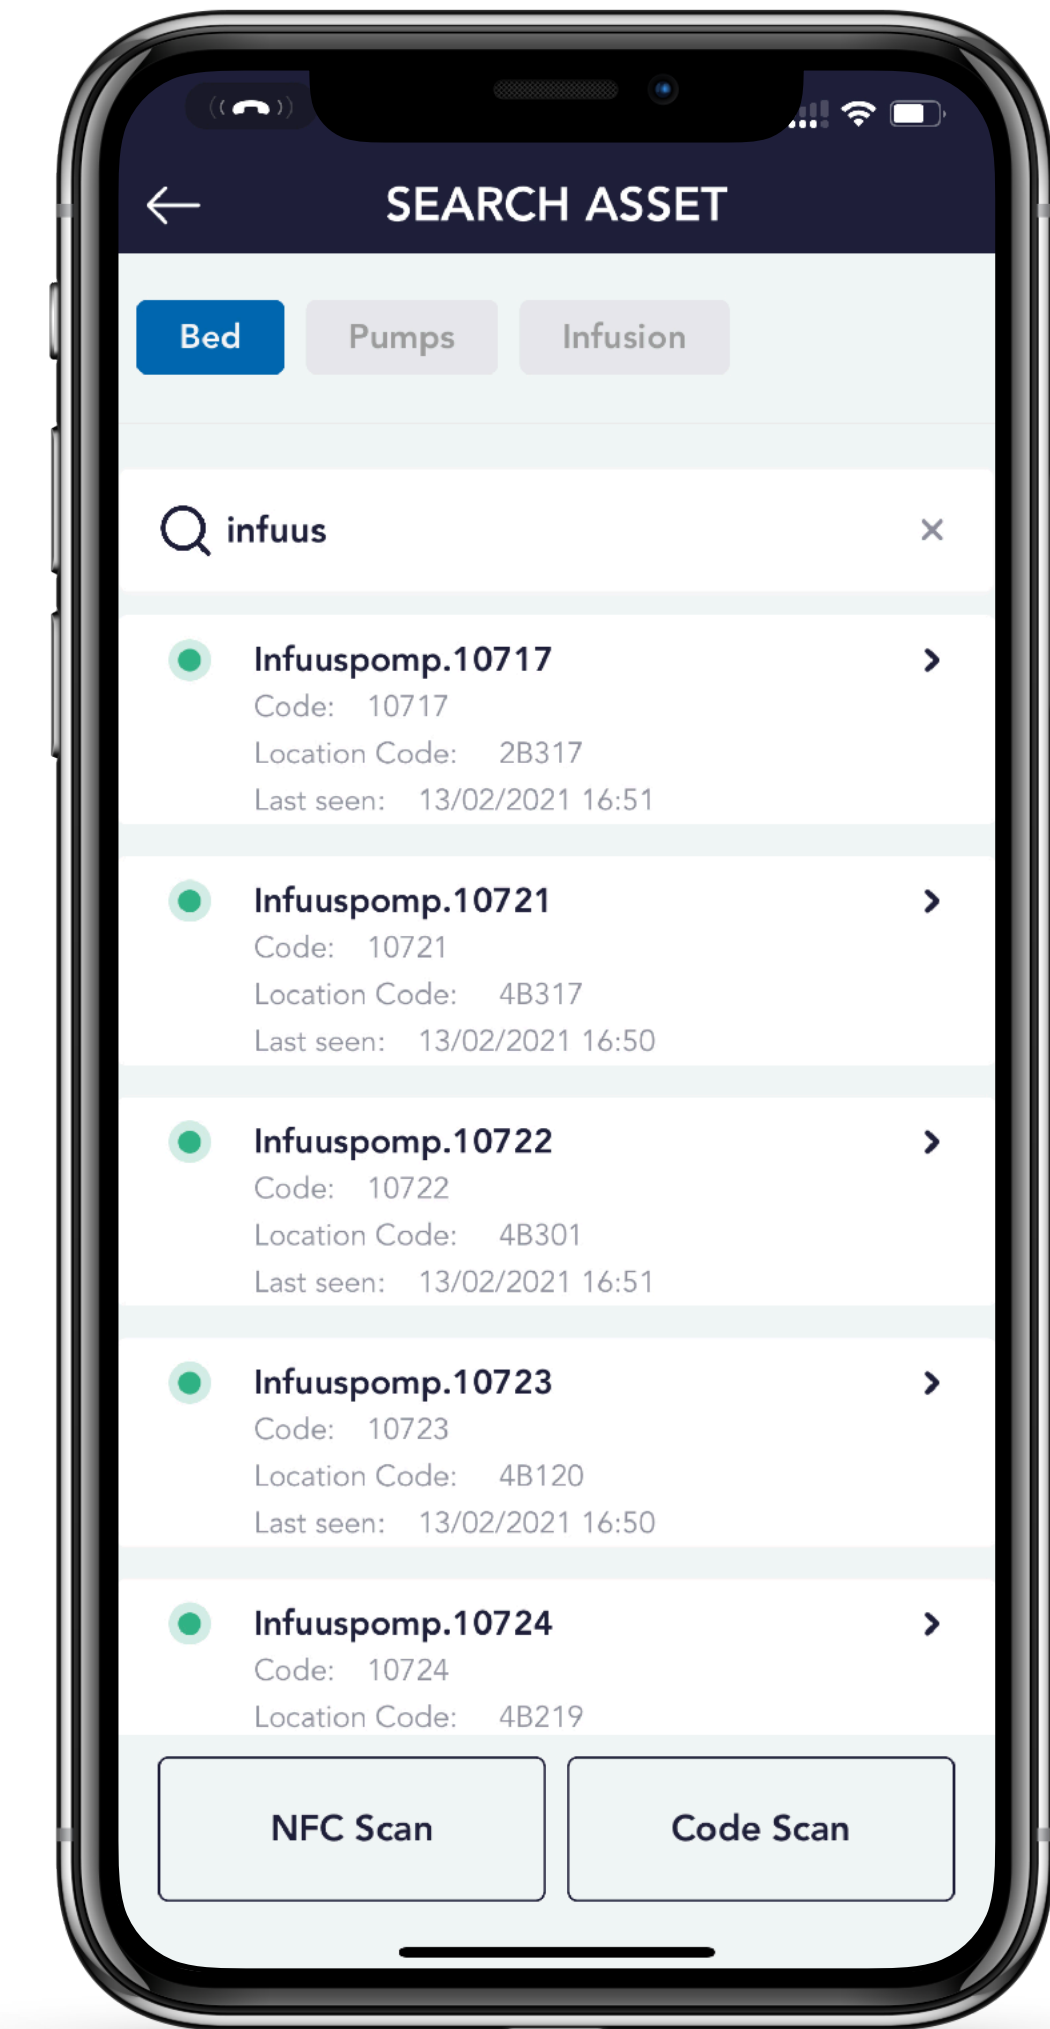 SEARCH ASSET
Bed Pumps Infusion
infuus
Infuuspomp.10717
Code: 10717
Location Code: 2B317
Last seen: 13/02/2021 16:51
Infuuspomp.10721
Code: 10721
Location Code: 4B317
Last seen: 13/02/2021 16:50
Infuuspomp.10722
Code: 10722
Location Code: 4B301
Last seen: 13/02/2021 16:51
Infuuspomp.10723
Code: 10723
Location Code: 4B120
Last seen: 13/02/2021 16:50
Infuuspomp.10724
Code: 10724
Location Code: 4B219
NFC Scan Code Scan